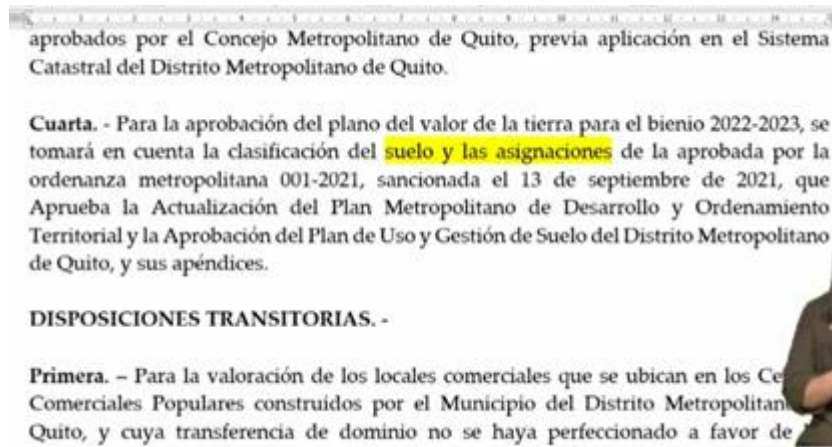 aprobados por el Concejo Metropolitano de Quito, previa aplicación en el Sistema
Catastral del Distrito Metropolitano de Quito.
Cuarta. - Para la aprobación del plano del valor de la tierra para el bienio 2022-2023, se
tomará en cuenta la clasificación del suelo y las asignaciones de la aprobada por la
ordenanza metropolitana 001-2021, sancionada el 13 de septiembre de 2021, que
Aprueba la Actualización del Plan Metropolitano de Desarrollo y Ordenamiento
Territorial y la Aprobación del Plan de Uso y Gestión de Suelo del Distrito Metropolitano
de Quito, y sus apéndices.
DISPOSICIONES TRANSITORIAS. -
Primera. – Para la valoración de los locales comerciales que se ubican en los
Comerciales Populares construidos por el Municipio del Distrito
Quito, y cuya transferencia de dominio no se haya perfeccionado a favor de